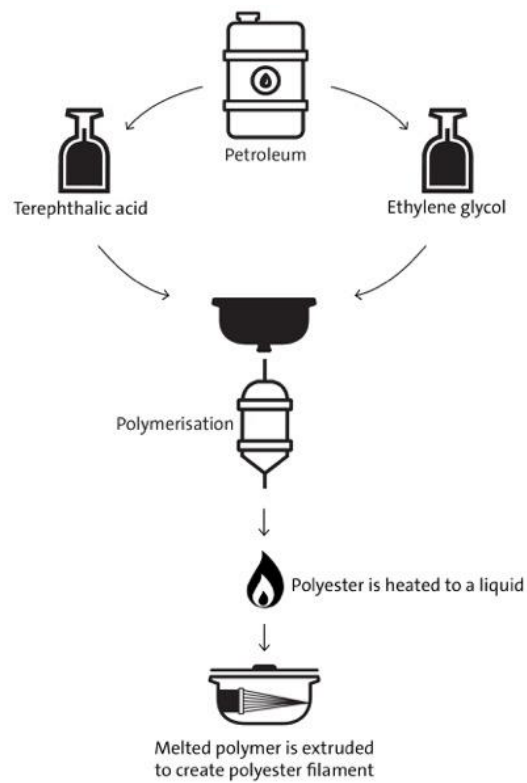 Petroleum
Terephthalic acid
Ethylene glycol
Polymerisation
Polyester is heated to a liquid
Melted polymer is extruded
to create polyester filament